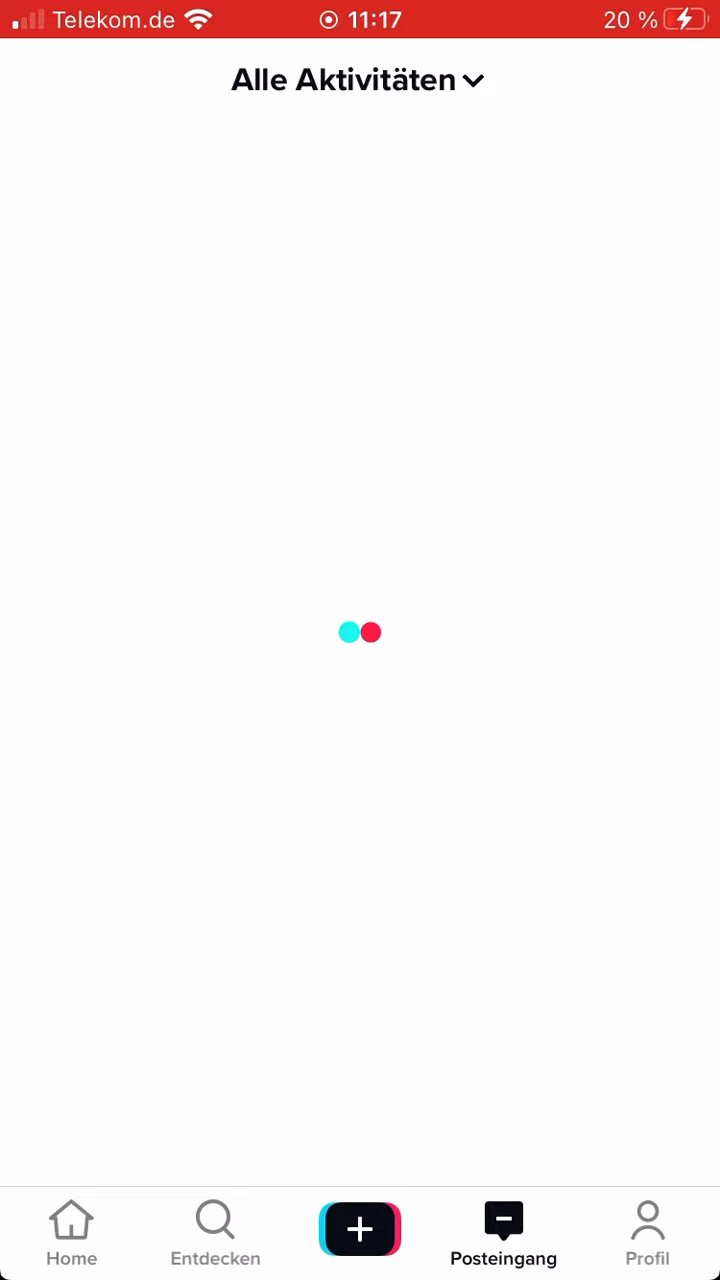 Telekom.de 11:17 20 %
Alle Aktivitäten
Home Entdecken Posteingang Profil